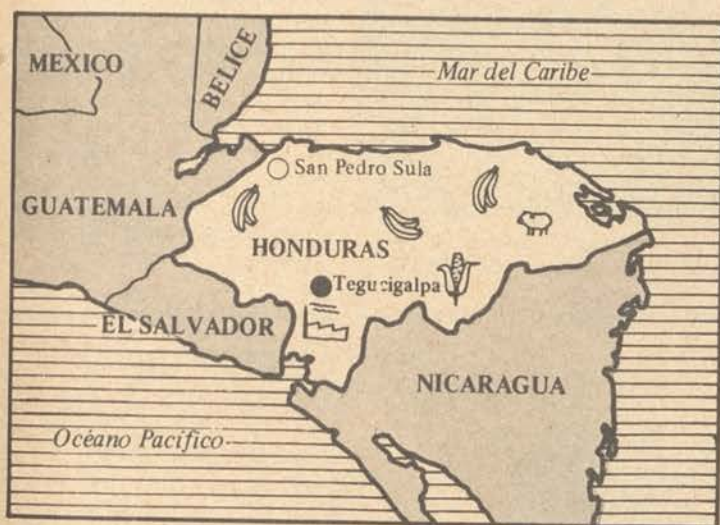 MEXICO
BELICE
Mar del Caribe
San Pedro Sula
GUATEMALA
HONDURAS
Tegucigalpa
EL SALVADOR
NICARAGUA
Océano Pacífico